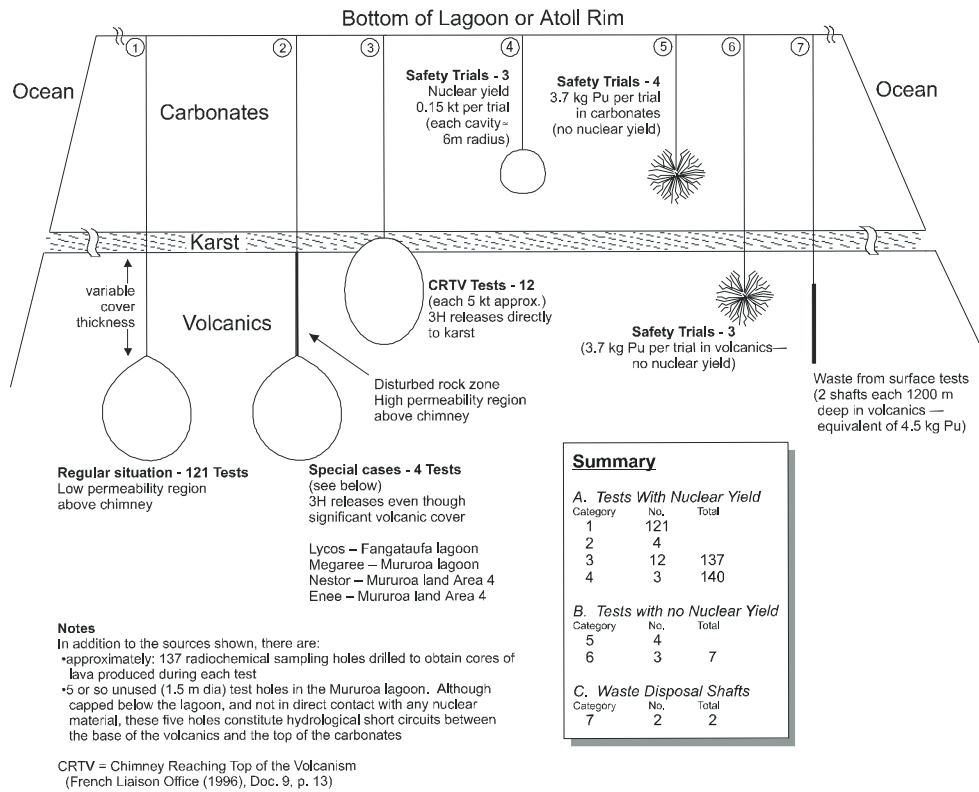 Bottom of Lagoon or Atoll Rim
1
2
3
4
5
6
7
Ocean
Ocean
Carbonates
Safety Trials - 3
Nuclear yield
0.15 kt per trial
(each cavity≈
6m radius)
Safety Trials - 4
3.7 kg Pu per trial
in carbonates
(no nuclear yield)
Karst
variable
cover
thickness
Volcanics
CRTV Tests - 12
(each 5 kt approx.)
3H releases directly
to karst
Safety Trials - 3
(3.7 kg Pu per trial in volcanics—
no nuclear yield)
Disturbed rock zone
High permeability region
above chimney
Waste from surface tests
(2 shafts each 1200 m
deep in volcanics —
equivalent of 4.5 kg Pu)
Regular situation - 121 Tests
Low permeability region
above chimney
Special cases - 4 Tests
(see below)
3H releases even though
significant volcanic cover
Lycos – Fangataufa lagoon
Megaree – Mururoa lagoon
Nestor – Mururoa land Area 4
Enee – Mururoa land Area 4
Summary
A. Tests With Nuclear Yield
Category No. Total
1 121
2 4
3 12 137
4 3 140
B. Tests with no Nuclear Yield
Category No. Total
5 4
6 3 7
C. Waste Disposal Shafts
Category No. Total
7 2 2
Notes
In addition to the sources shown, there are:
•approximately: 137 radiochemical sampling holes drilled to obtain cores of
lava produced during each test
•5 or so unused (1.5 m dia) test holes in the Mururoa lagoon. Although
capped below the lagoon, and not in direct contact with any nuclear
material, these five holes constitute hydrological short circuits between
the base of the volcanics and the top of the carbonates
CRTV = Chimney Reaching Top of the Volcanism
(French Liaison Office (1996), Doc. 9, p. 13)